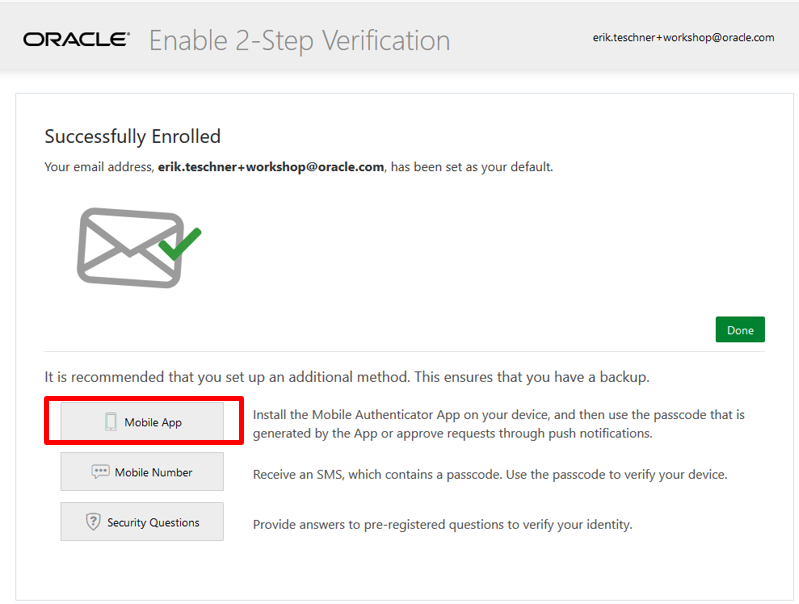 ORACLE® Enable 2-Step Verification erik.teschner+workshop@oracle.com
Successfully Enrolled
Your email address, erik.teschner+workshop@oracle.com, has been set as your default.
Done
It is recommended that you set up an additional method. This ensures that you have a backup.
Mobile App
Install the Mobile Authenticator App on your device, and then use the passcode that is
generated by the App or approve requests through push notifications.
Mobile Number
Receive an SMS, which contains a passcode. Use the passcode to verify your device.
Security Questions
Provide answers to pre-registered questions to verify your identity.